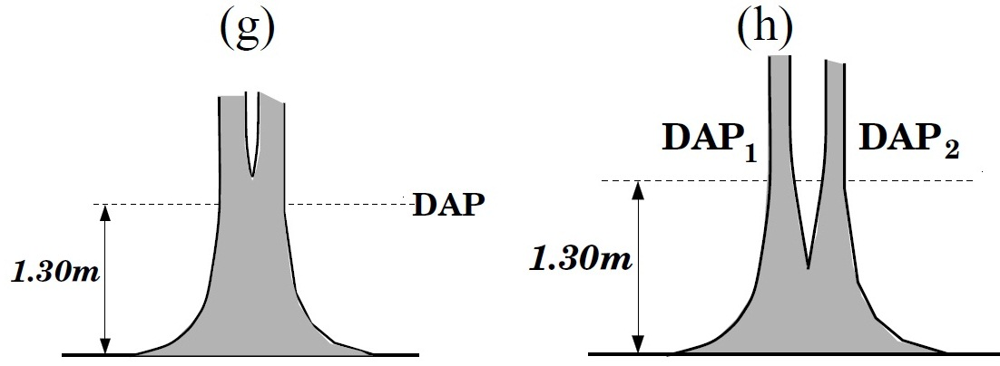 (g)
(h)
DAP
1.30m
DAP1
DAP2
1.30m